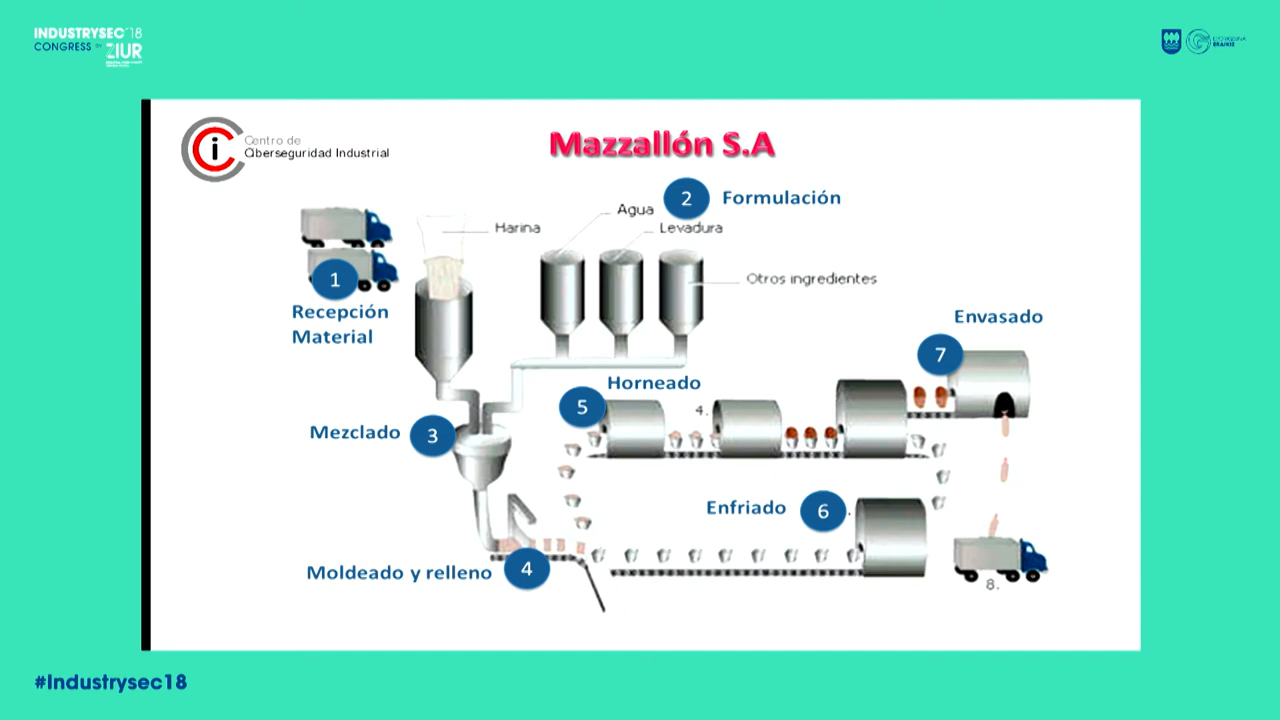 INDUSTRYSEC'18
CONGRESS BY ZIUR
Centro de
Ciberseguridad Industrial
Mazzallón S.A
2
Formulación
Agua
Harina
Levadura
Otros ingredientes
1
Recepción
Material
Envasado
7
Horneado
5
4.
Mezclado
3
Enfriado
6
.
Moldeado y relleno
4
8.
#Industrysec18